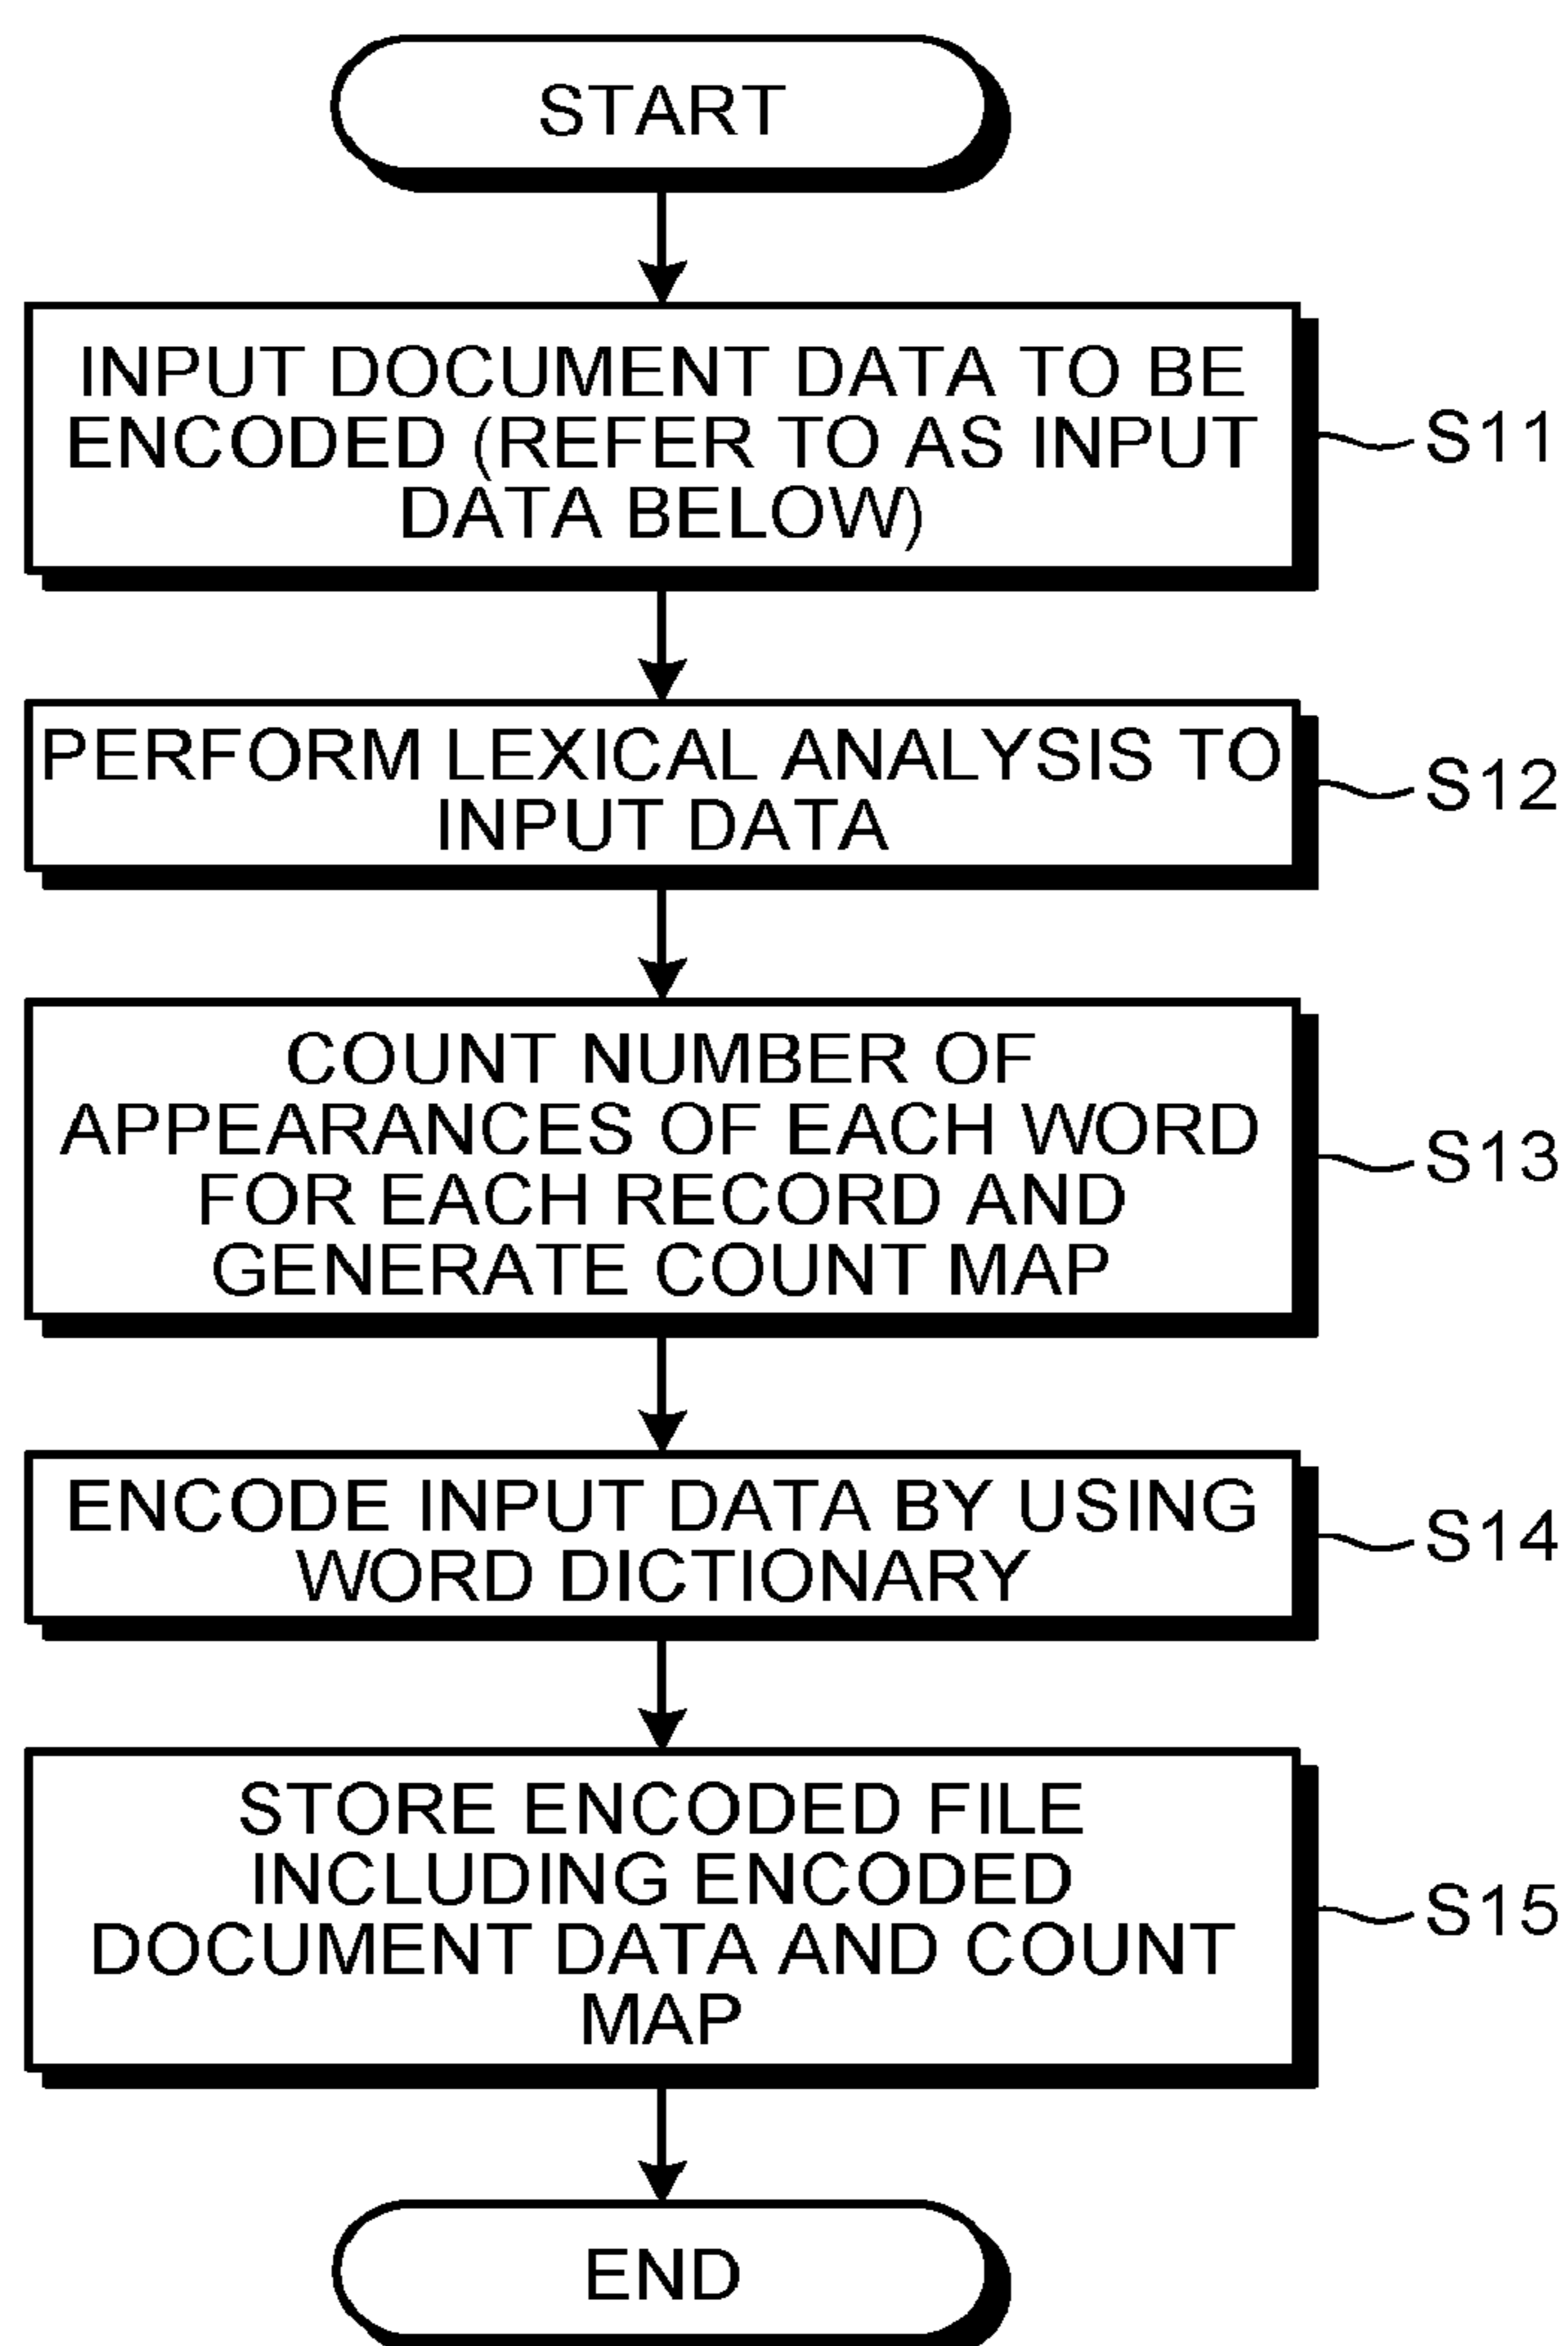 START
INPUT DOCUMENT DATA TO BE
ENCODED (REFER TO AS INPUT
DATA BELOW)
S11
PERFORM LEXICAL ANALYSIS TO
INPUT DATA
S12
COUNT NUMBER OF
APPEARANCES OF EACH WORD
FOR EACH RECORD AND
GENERATE COUNT MAP
S13
ENCODE INPUT DATA BY USING
WORD DICTIONARY
S14
STORE ENCODED FILE
INCLUDING ENCODED
DOCUMENT DATA AND COUNT
MAP
S15
END